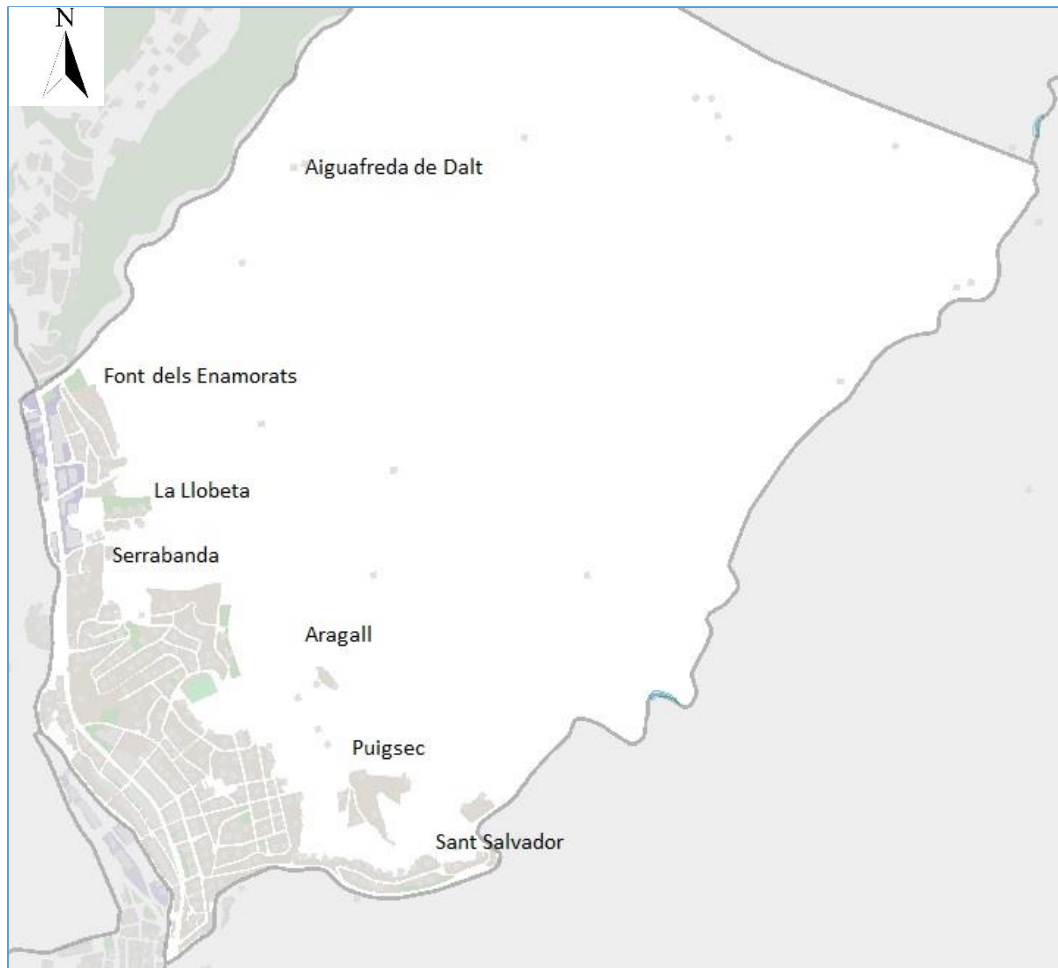 N
Aiguafreda de Dalt
Font dels Enamorats
La Llobeta
Serrabanda
Aragall
Puigsec
Sant Salvador